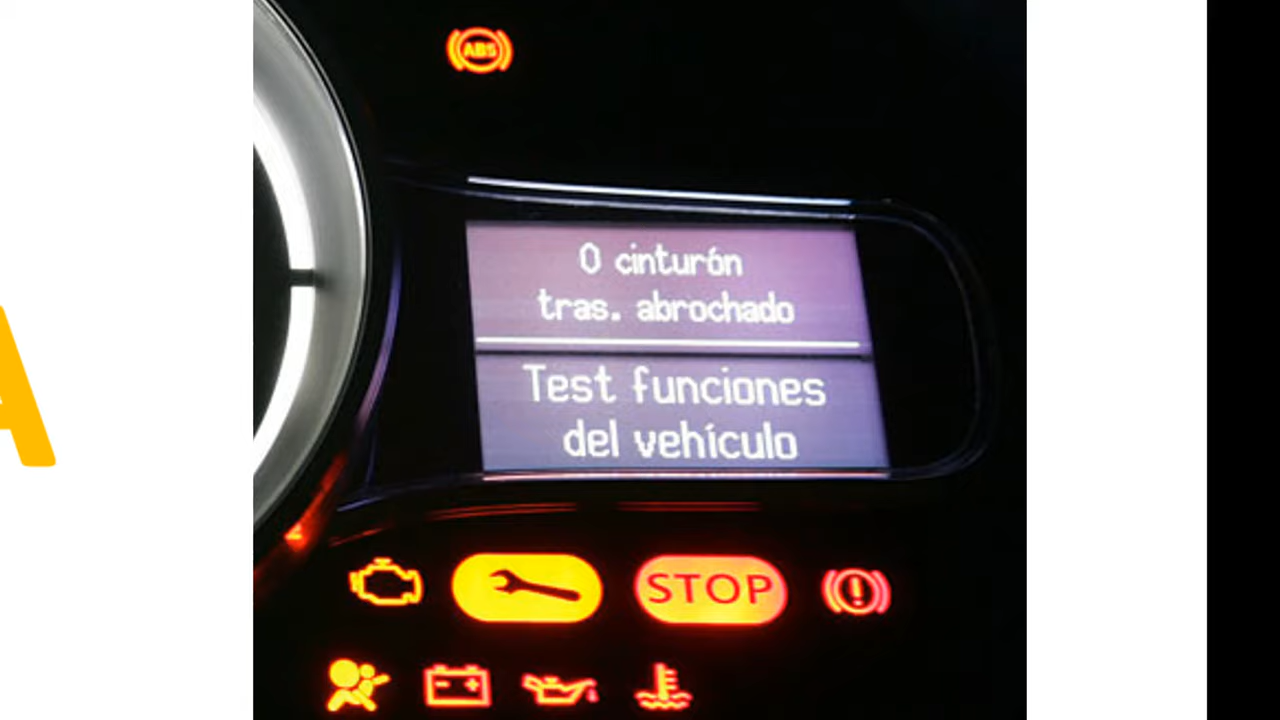 A
ABS
0 cinturón
tras. abrochado
Test funciones
del vehículo
STOP